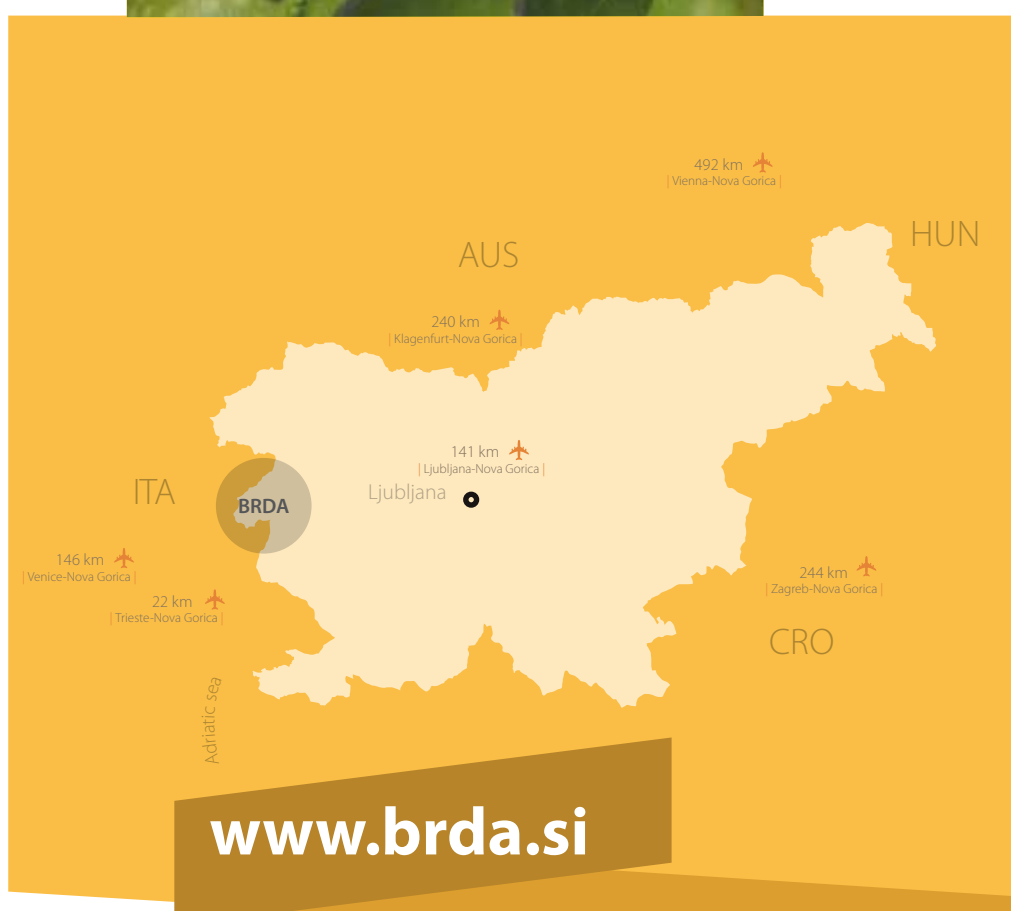 492 km
| Vienna-Nova Gorica |
HUN
AUS
240 km
| Klagenfurt-Nova Gorica |
141 km
| Ljubljana-Nova Gorica |
Ljubljana
ITA
BRDA
146 km
| Venice-Nova Gorica |
22 km
| Trieste-Nova Gorica |
244 km
| Zagreb-Nova Gorica |
CRO
Adriatic sea
www.brda.si